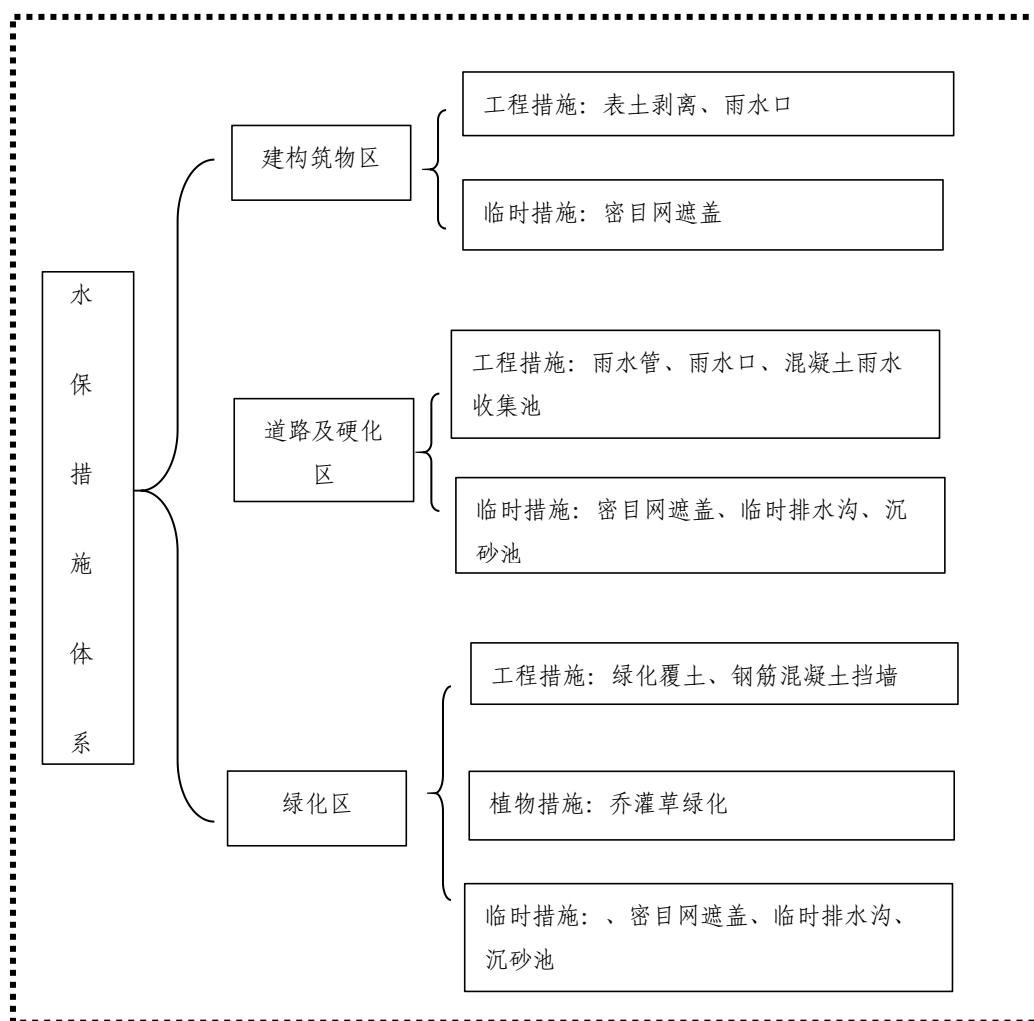 水保措施体系
建构筑物区
工程措施：表土剥离、雨水口
临时措施：密目网遮盖
道路及硬化
区
工程措施：雨水管、雨水口、混凝土雨水
收集池
临时措施：密目网遮盖、临时排水沟、沉
砂池
绿化区
工程措施：绿化覆土、钢筋混凝土挡墙
植物措施：乔灌草绿化
临时措施：、密目网遮盖、临时排水沟、
沉砂池